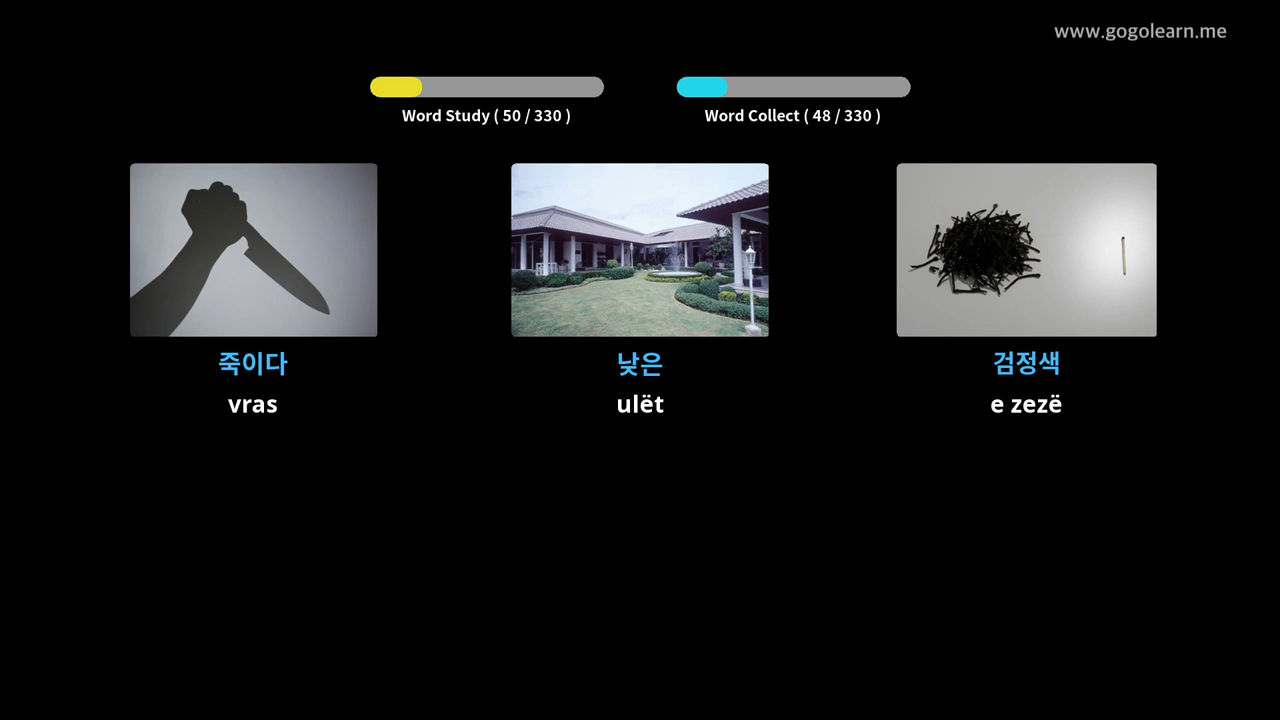 www.gogolearn.me
Word Study ( 50 / 330 )
Word Collect ( 48 / 330 )
죽이다
vras
낮은
ulët
검정색
e zezë